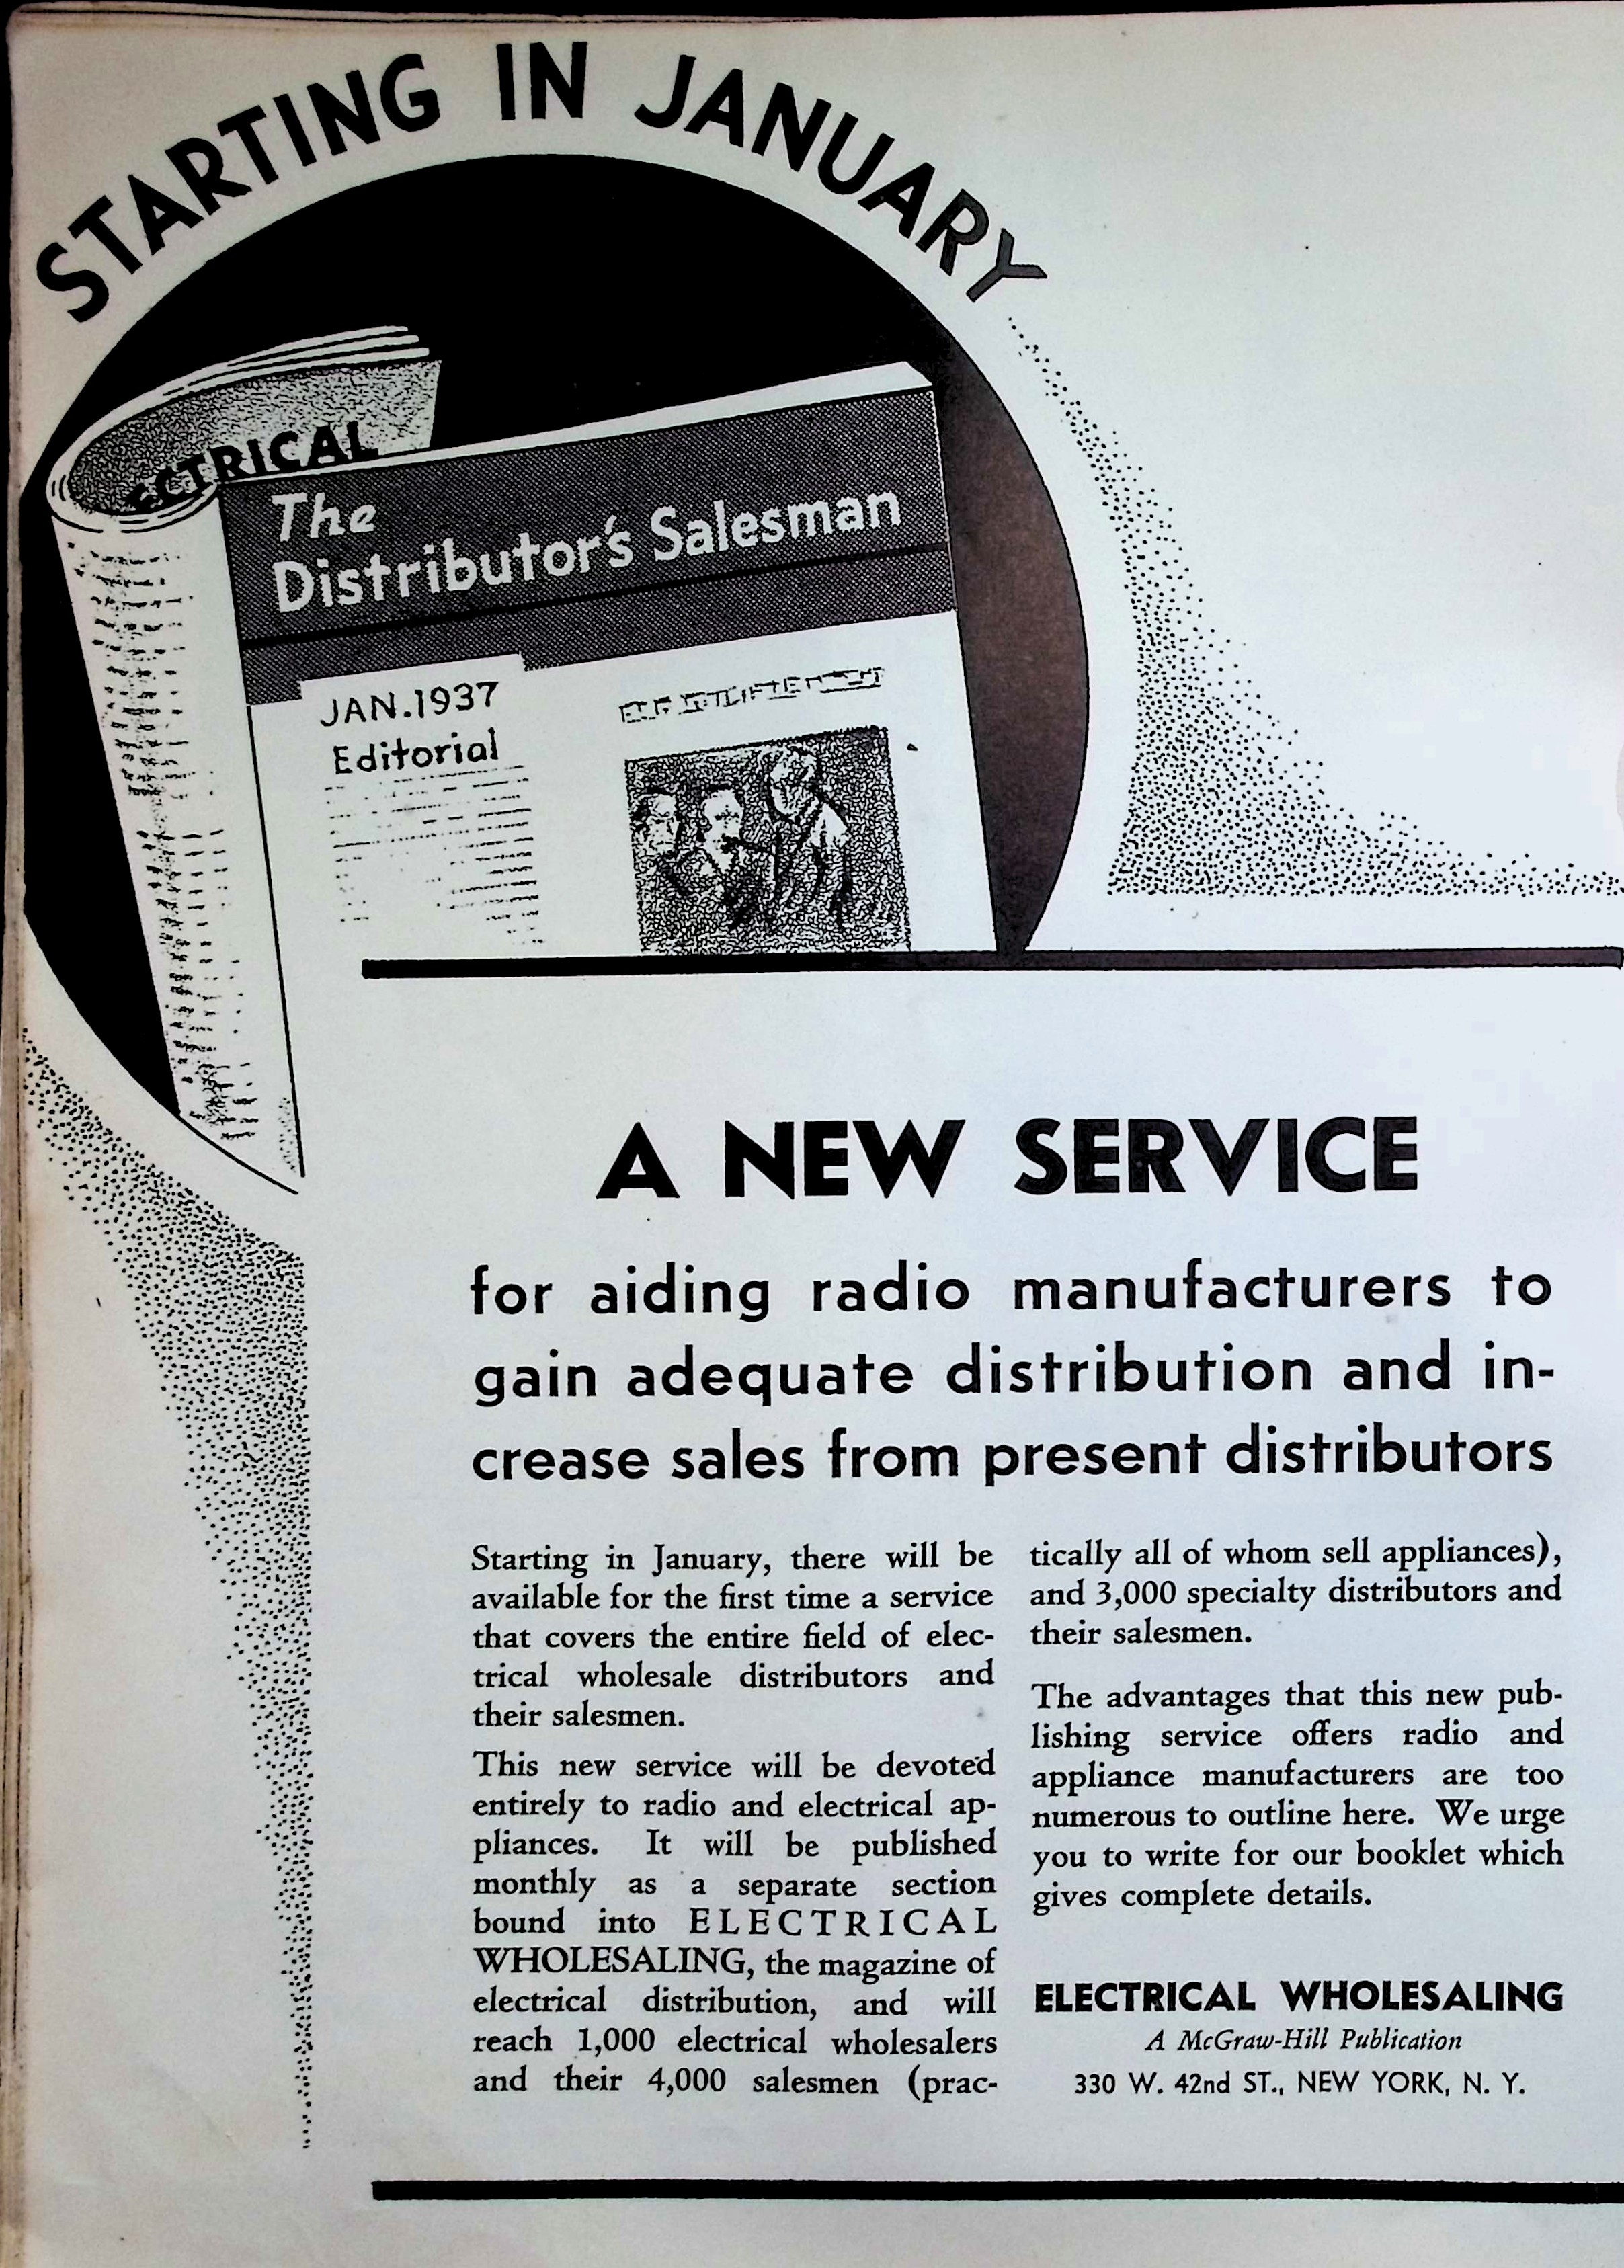 STARTING IN JANUARY
ECTRICAL
The
Distributor's Salesman
JAN.1937
Editorial
A NEW SERVICE
for aiding radio manufacturers to
gain adequate distribution and in-
crease sales from present distributors
Starting in January, there will be
available for the first time a service
that covers the entire field of elec-
trical wholesale distributors and
their salesmen.
This new service will be devoted
entirely to radio and electrical ap-
pliances. It will be published
monthly as a separate section
bound into ELECTRICAL
WHOLESALING, the magazine of
electrical distribution, and will
reach 1,000 electrical wholesalers
and their 4,000 salesmen (prac-
tically all of whom sell appliances),
and 3,000 specialty distributors and
their salesmen.
The advantages that this new pub-
lishing service offers radio and
appliance manufacturers are too
numerous to outline here. We urge
you to write for our booklet which
gives complete details.
ELECTRICAL WHOLESALING
A McGraw-Hill Publication
330 W. 42nd ST., NEW YORK, N. Y.